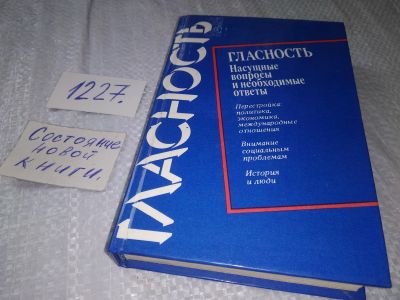 1227.
Состояние
новой
книги.
ГЛАСНОСТЬ
ГЛАСНОСТЬ
Насущные
вопросы
и необходимые
ответы
Перестройка:
политика,
экономика,
международные
отношения
Внимание
социальным
проблемам
История
и люди